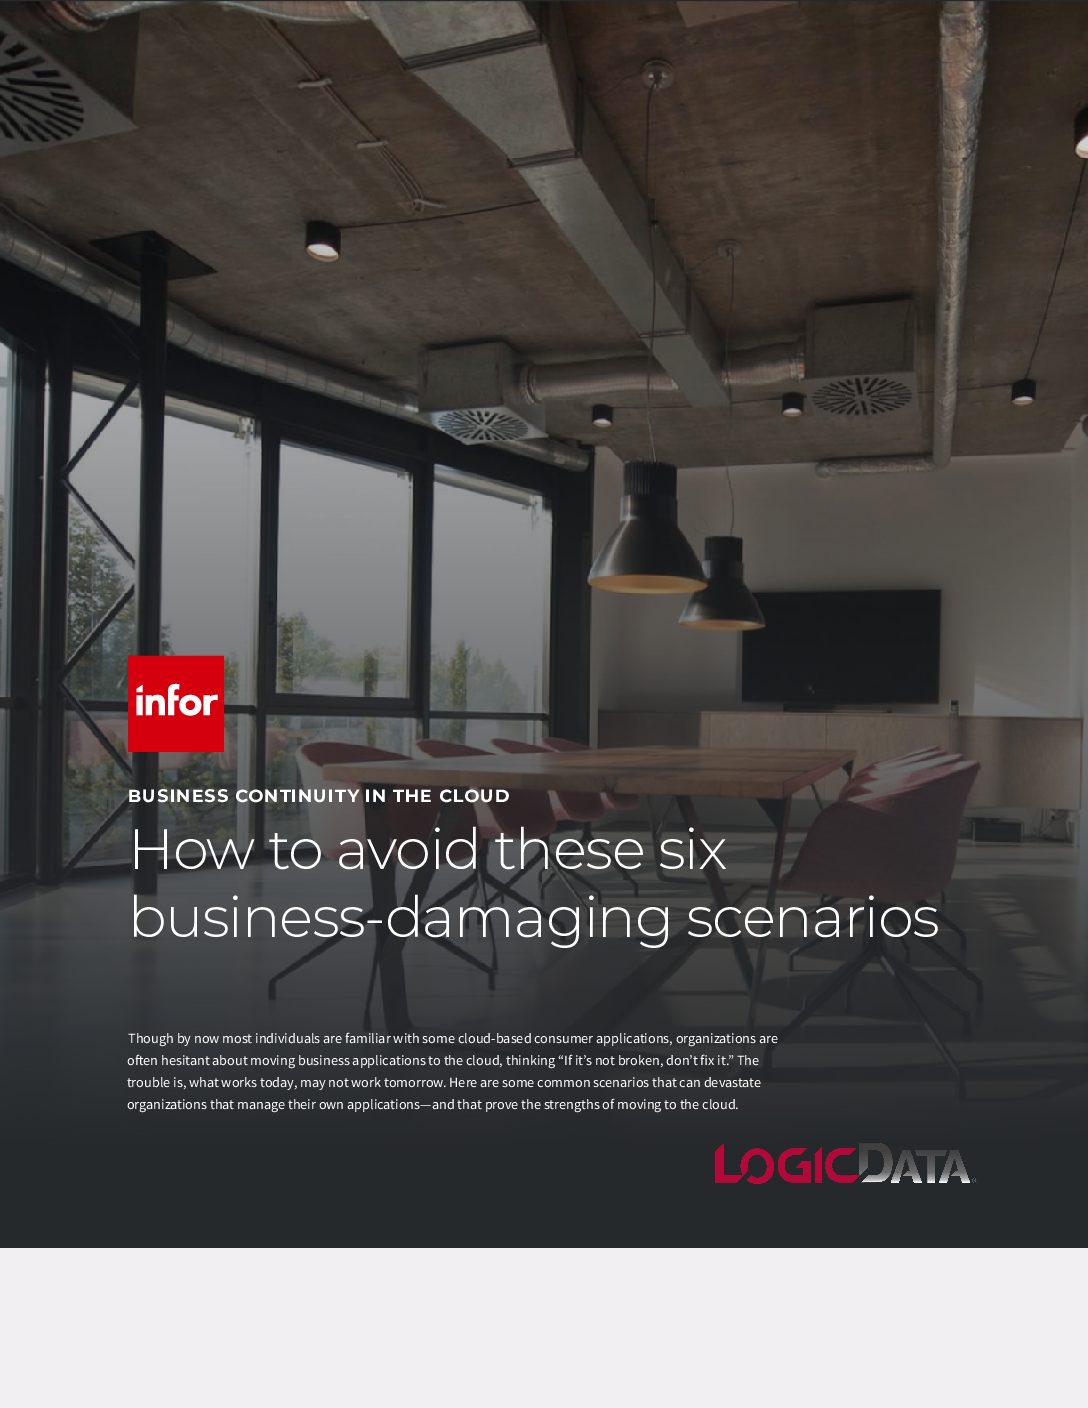 infor
BUSINESS CONTINUITY IN THE CLOUD
How to avoid these six
business-damaging scenarios
Though by now most individuals are familiar with some cloud-based consumer applications, organizations are
often hesitant about moving business applications to the cloud, thinking “If it’s not broken, don’t fix it.” The
trouble is, what works today, may not work tomorrow. Here are some common scenarios that can devastate
organizations that manage their own applications—and that prove the strengths of moving to the cloud.
LOGICDATA